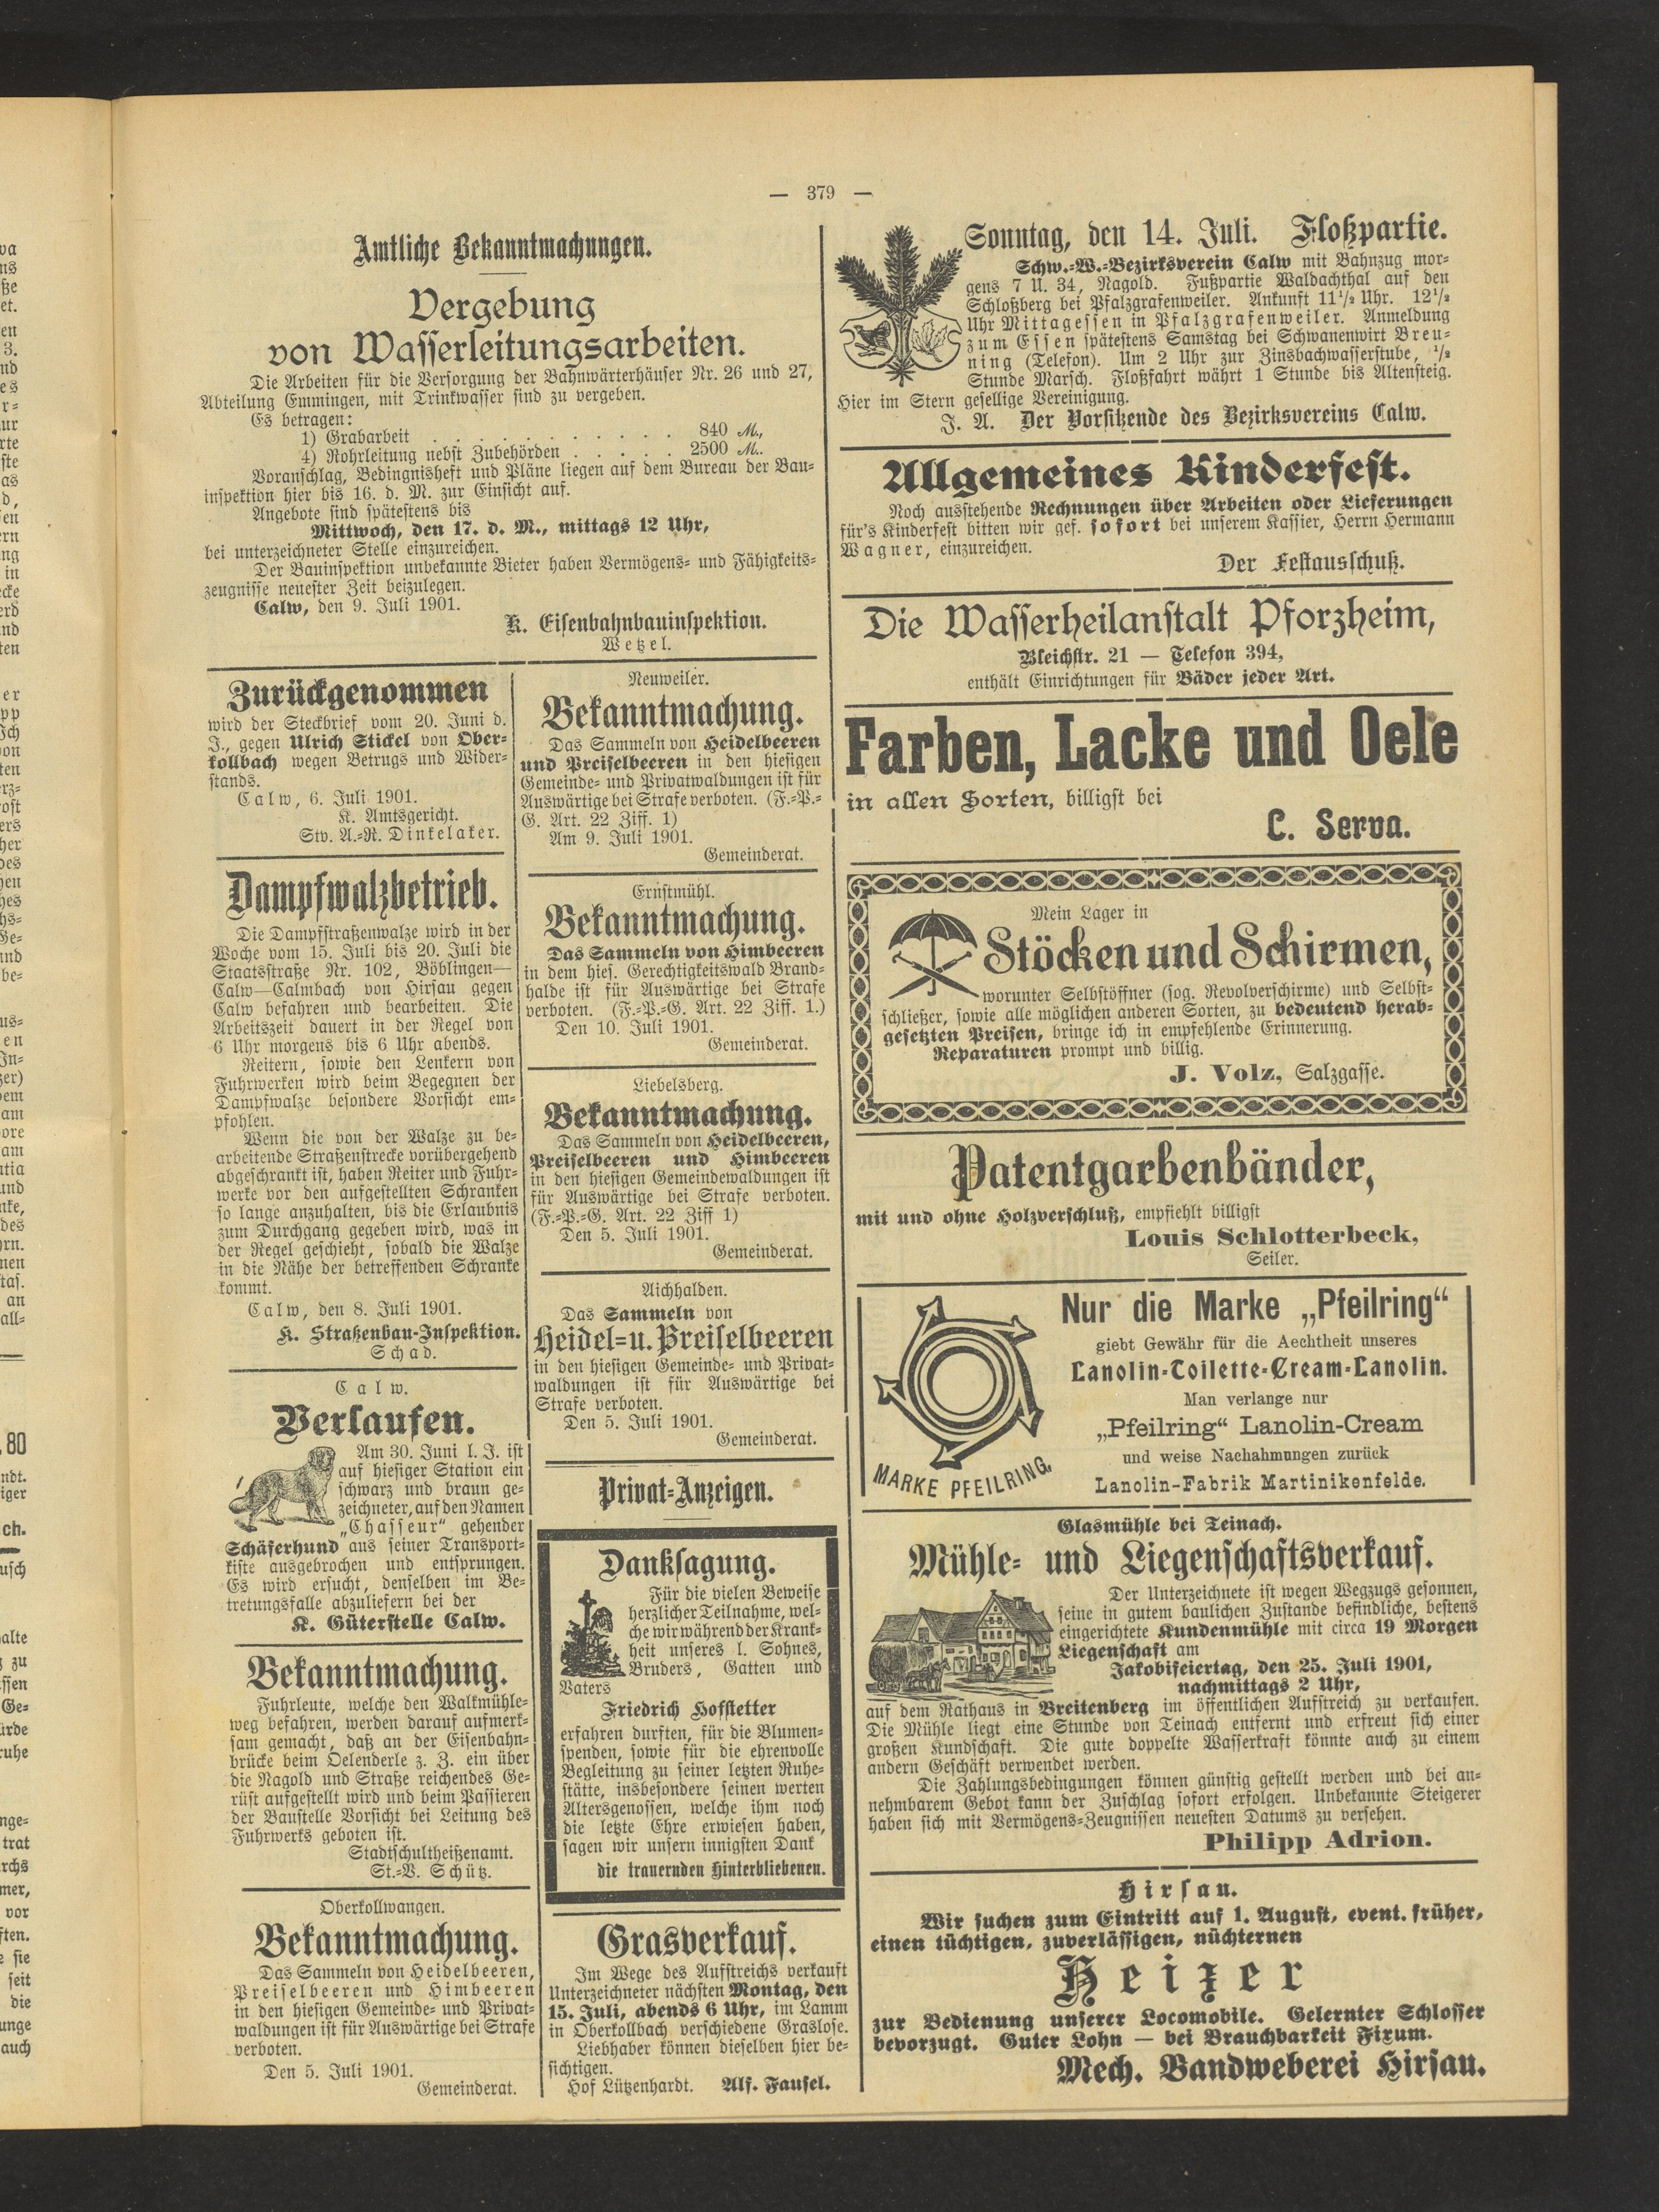 — 379 —
Amtliche Bekanntmachungen.
Vergebung
von Wasserleitungsarbeiten.
Die Arbeiten für die Versorgung der Bahnwärterhäuser Nr. 26 und 27,
Abteilung Emmingen, mit Trinkwasser sind zu vergeben.
Es betragen:
1) Grabarbeit . . . . . . . . . . . 840 M.,
4) Rohrleitung nebst Zubehörden . . . . . 2500 M..
Voranschlag, Bedingnisheft und Pläne liegen auf dem Bureau der Bau-
inspektion hier bis 16. d. M. zur Einsicht auf.
Angebote sind spätestens bis
Mittwoch, den 17. d. M., mittags 12 Uhr,
bei unterzeichneter Stelle einzureichen.
Der Bauinspektion unbekannte Bieter haben Vermögens- und Fähigkeits-
zeugnisse neuester Zeit beizulegen.
Calw, den 9. Juli 1901.
K. Eisenbahnbauinspektion.
Wetzel.
Zurückgenommen
wird der Steckbrief vom 20. Juni d.
J., gegen Ulrich Stickel von Ober-
kollbach wegen Betrugs und Wider-
stands.
Calw, 6. Juli 1901.
K. Amtsgericht.
Stv. A.-R. Dinkelaker.
Dampfwalzbetrieb.
Die Dampfstraßenwalze wird in der
Woche vom 15. Juli bis 20. Juli die
Staatsstraße Nr. 102, Böblingen—
Calw—Calmbach von Hirsau gegen
Calw befahren und bearbeiten. Die
Arbeitszeit dauert in der Regel von
6 Uhr morgens bis 6 Uhr abends.
Reitern, sowie den Lenkern von
Fuhrwerken wird beim Begegnen der
Dampfwalze besondere Vorsicht em-
pfohlen.
Wenn die von der Walze zu be-
arbeitende Straßenstrecke vorübergehend
abgeschrankt ist, haben Reiter und Fuhr-
werke vor den aufgestellten Schranken
so lange anzuhalten, bis die Erlaubnis
zum Durchgang gegeben wird, was in
der Regel geschieht, sobald die Walze
in die Nähe der betreffenden Schranke
kommt.
Calw, den 8. Juli 1901.
K. Straßenbau-Inspektion.
Schad.
Calw.
Verlaufen.
Am 30. Juni l. J. ist
auf hiesiger Station ein
schwarz und braun ge-
zeichneter, auf den Namen
„Chasseur“ gehender
Schäferhund aus seiner Transport-
kiste ausgebrochen und entsprungen.
Es wird ersucht, denselben im Be-
tretungsfalle abzuliefern bei der
K. Güterstelle Calw.
Bekanntmachung.
Fuhrleute, welche den Walkmühle-
weg befahren, werden darauf aufmerk-
sam gemacht, daß an der Eisenbahn-
brücke beim Oelenderle z. Z. ein über
die Nagold und Straße reichendes Ge-
rüst aufgestellt wird und beim Passieren
der Baustelle Vorsicht bei Leitung des
Fuhrwerks geboten ist.
Stadtschultheißenamt.
St.-V. Schütz.
Oberkollwangen.
Bekanntmachung.
Das Sammeln von Heidelbeeren,
Preiselbeeren und Himbeeren
in den hiesigen Gemeinde- und Privat-
waldungen ist für Auswärtige bei Strafe
verboten.
Den 5. Juli 1901.
Gemeinderat.
Neuweiler.
Bekanntmachung.
Das Sammeln von Heidelbeeren
und Preiselbeeren in den hiesigen
Gemeinde- und Privatwaldungen ist für
Auswärtige bei Strafe verboten. (F.-P.-
G. Art. 22 Ziff. 1)
Am 9. Juli 1901.
Gemeinderat.
Ernstmühl.
Bekanntmachung.
Das Sammeln von Himbeeren
in dem hies. Gerechtigkeitswald Brand-
halde ist für Auswärtige bei Strafe
verboten. (F.-P.-G. Art. 22 Ziff. 1.)
Den 10. Juli 1901.
Gemeinderat.
Liebelsberg.
Bekanntmachung.
Das Sammeln von Heidelbeeren,
Preiselbeeren und Himbeeren
in den hiesigen Gemeindewaldungen ist
für Auswärtige bei Strafe verboten.
(F.-P.-G. Art. 22 Ziff 1)
Den 5. Juli 1901.
Gemeinderat.
Aichhalden.
Das Sammeln von
Heidel- u. Preiselbeeren
in den hiesigen Gemeinde- und Privat-
waldungen ist für Auswärtige bei
Strafe verboten.
Den 5. Juli 1901.
Gemeinderat.
Privat-Anzeigen.
Danksagung.
Für die vielen Beweise
herzlicher Teilnahme, wel-
che wir während der Krank-
heit unseres l. Sohnes,
Bruders, Gatten und
Vaters
Friedrich Hofstetter
erfahren durften, für die Blumen-
spenden, sowie für die ehrenvolle
Begleitung zu seiner letzten Ruhe-
stätte, insbesondere seinen werten
Altersgenossen, welche ihm noch
die letzte Ehre erwiesen haben,
sagen wir unsern innigsten Dank
die trauernden Hinterbliebenen.
Grasverkauf.
Im Wege des Aufstreichs verkauft
Unterzeichneter nächsten Montag, den
15. Juli, abends 6 Uhr, im Lamm
in Oberkollbach verschiedene Graslose.
Liebhaber können dieselben hier be-
sichtigen.
Hof Lützenhardt. Alf. Fausel.
Sonntag, den 14. Juli. Floßpartie.
Schw.-W.-Bezirksverein Calw mit Bahnzug mor-
gens 7 U. 34, Nagold. Fußpartie Waldachthal auf den
Schloßberg bei Pfalzgrafenweiler. Ankunft 11½ Uhr. 12½
Uhr Mittagessen in Pfalzgrafenweiler. Anmeldung
zum Essen spätestens Samstag bei Schwanenwirt Breu-
ning (Telefon). Um 2 Uhr zur Zinsbachwasserstube, ½
Stunde Marsch. Floßfahrt währt 1 Stunde bis Altensteig.
Hier im Stern gesellige Vereinigung.
J. A. Der Vorsitzende des Bezirksvereins Calw.
Allgemeines Kinderfest.
Noch ausstehende Rechnungen über Arbeiten oder Lieferungen
für's Kinderfest bitten wir gef. sofort bei unserem Kassier, Herrn Hermann
Wagner, einzureichen.
Der Festausschuß.
Die Wasserheilanstalt Pforzheim,
Bleichstr. 21 — Telefon 394,
enthält Einrichtungen für Bäder jeder Art.
Farben, Lacke und Oele
in allen Sorten, billigst bei
C. Serva.
Mein Lager in
Stöcken und Schirmen,
worunter Selbstöffner (sog. Revolverschirme) und Selbst-
schließer, sowie alle möglichen anderen Sorten, zu bedeutend herab-
gesetzten Preisen, bringe ich in empfehlende Erinnerung.
Reparaturen prompt und billig.
J. Volz, Salzgasse.
Patentgarbenbänder,
mit und ohne Holzverschluß, empfiehlt billigst
Louis Schlotterbeck,
Seiler.
MARKE PFEILRING.
Nur die Marke „Pfeilring“
giebt Gewähr für die Aechtheit unseres
Lanolin-Toilette-Cream-Lanolin.
Man verlange nur
„Pfeilring“ Lanolin-Cream
und weise Nachahmungen zurück
Lanolin-Fabrik Martinikenfelde.
Glasmühle bei Teinach.
Mühle- und Liegenschaftsverkauf.
Der Unterzeichnete ist wegen Wegzugs gesonnen,
seine in gutem baulichen Zustande befindliche, bestens
eingerichtete Kundenmühle mit circa 19 Morgen
Liegenschaft am
Jakobifeiertag, den 25. Juli 1901,
nachmittags 2 Uhr,
auf dem Rathaus in Breitenberg im öffentlichen Aufstreich zu verkaufen.
Die Mühle liegt eine Stunde von Teinach entfernt und erfreut sich einer
großen Kundschaft. Die gute doppelte Wasserkraft könnte auch zu einem
andern Geschäft verwendet werden.
Die Zahlungsbedingungen können günstig gestellt werden und bei an-
nehmbarem Gebot kann der Zuschlag sofort erfolgen. Unbekannte Steigerer
haben sich mit Vermögens-Zeugnissen neuesten Datums zu versehen.
Philipp Adrion.
Hirsau.
Wir suchen zum Eintritt auf 1. August, event. früher,
einen tüchtigen, zuverlässigen, nüchternen
Heizer
zur Bedienung unserer Locomobile. Gelernter Schlosser
bevorzugt. Guter Lohn — bei Brauchbarkeit Fixum.
Mech. Bandweberei Hirsau.